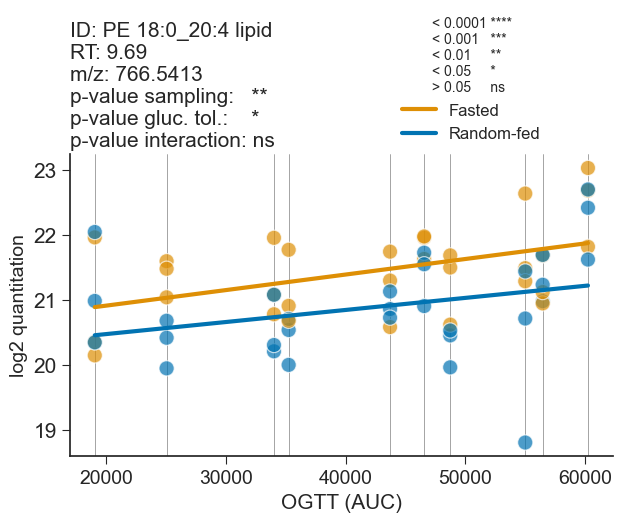 ID: PE 18:0_20:4 lipid
RT: 9.69
m/z: 766.5413
p-value sampling: **
p-value gluc. tol.: *
p-value interaction: ns
< 0.0001 ****
< 0.001 ***
< 0.01 **
< 0.05 *
> 0.05 ns
Fasted
Random-fed
23
22
21
20
19
log2 quantitation
20000 30000 40000 50000 60000
OGTT (AUC)